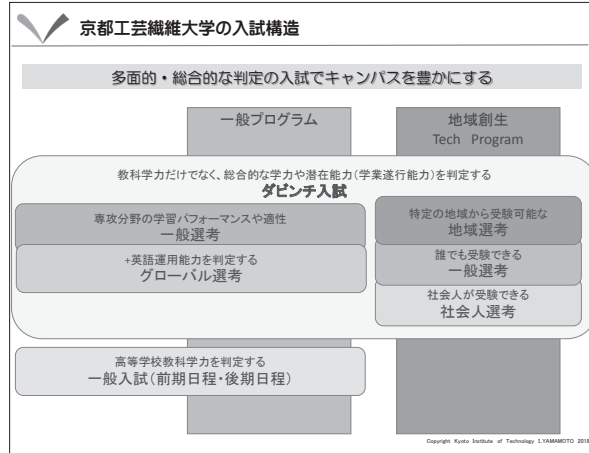 京都工芸繊維大学の入試構造
多面的・総合的な判定の入試でキャンパスを豊かにする
一般プログラム
地域創生
Tech Program
教科学力だけでなく、総合的な学力や潜在能力(学業遂行能力)を判定する
ダビンチ入試
専攻分野の学習パフォーマンスや適性
一般選考
+英語運用能力を判定する
グローバル選考
特定の地域から受験可能な
地域選考
誰でも受験できる
一般選考
社会人が受験できる
社会人選考
高等学校教科学力を判定する
一般入試(前期日程・後期日程)
Copyright Kyoto Institute of Technology I.YAMAMOTO 2018